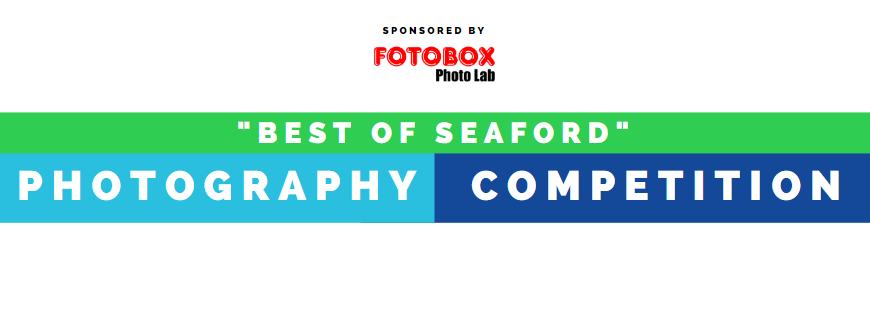 SPONSORED BY
FOTOBOX
Photo Lab
"BEST OF SEAFORD"
PHOTOGRAPHY COMPETITION